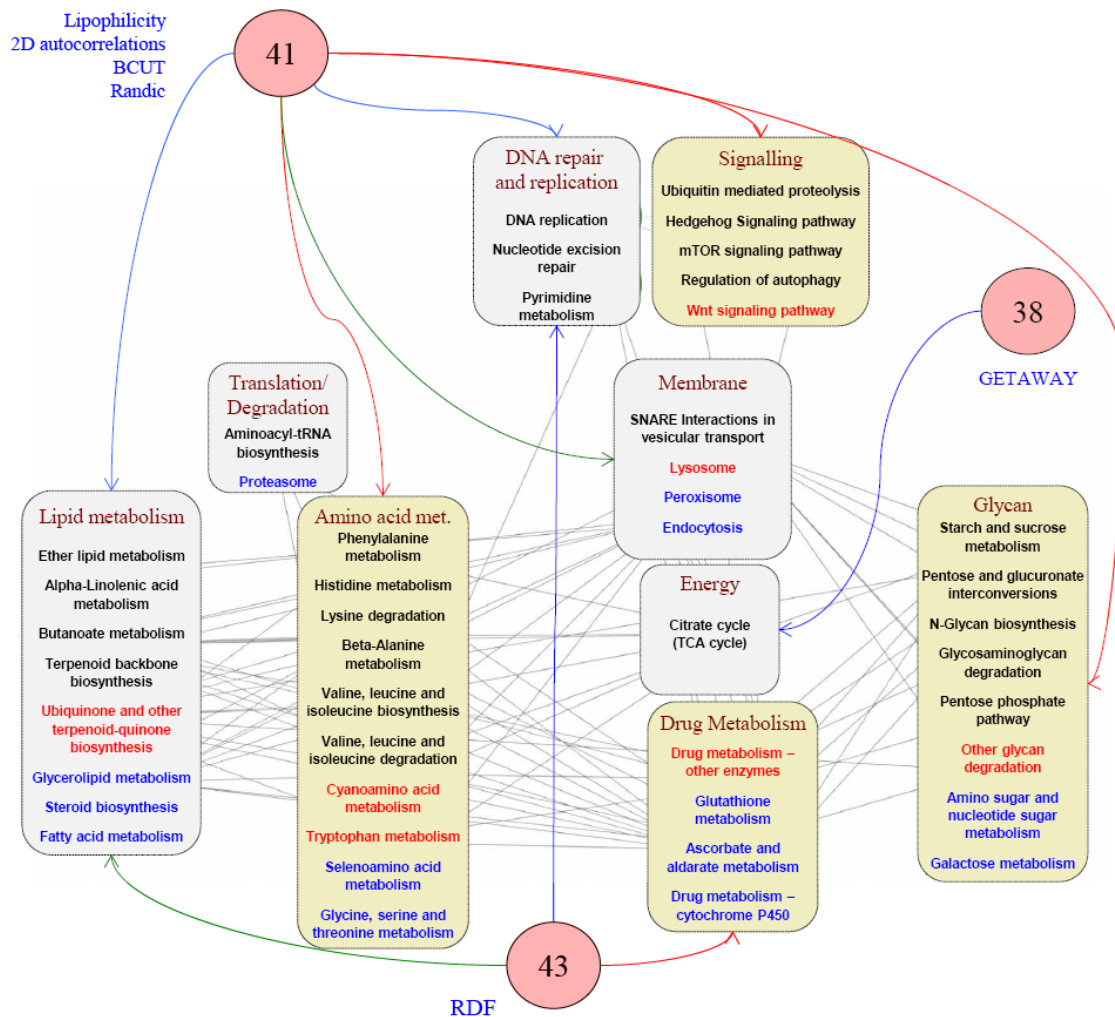 Lipophilicity
2D autocorrelations
BCUT
Randic
41
DNA repair
and replication
DNA replication
Nucleotide excision
repair
Pyrimidine
metabolism
Signalling
Ubiquitin mediated proteolysis
Hedgehog Signaling pathway
mTOR signaling pathway
Regulation of autophagy
Wnt signaling pathway
38
GETAWAY
Translation/
Degradation
Aminoacyl-tRNA
biosynthesis
Proteasome
Membrane
SNARE Interactions in
vesicular transport
Lysosome
Peroxisome
Endocytosis
Lipid metabolism
Ether lipid metabolism
Alpha-Linolenic acid
metabolism
Butanoate metabolism
Terpenoid backbone
biosynthesis
Ubiquinone and other
terpenoid-quinone
biosynthesis
Glycerolipid metabolism
Steroid biosynthesis
Fatty acid metabolism
Amino acid met.
Phenylalanine
metabolism
Histidine metabolism
Lysine degradation
Beta-Alanine
metabolism
Valine, leucine and
isoleucine biosynthesis
Valine, leucine and
isoleucine degradation
Cyanoamino acid
metabolism
Tryptophan metabolism
Selenoamino acid
metabolism
Glycine, serine and
threonine metabolism
Energy
Citrate cycle
(TCA cycle)
Drug Metabolism
Drug metabolism –
other enzymes
Glutathione
metabolism
Ascorbate and
aldarate metabolism
Drug metabolism –
cytochrome P450
Glycan
Starch and sucrose
metabolism
Pentose and glucuronate
interconversions
N-Glycan biosynthesis
Glycosaminoglycan
degradation
Pentose phosphate
pathway
Other glycan
degradation
Amino sugar and
nucleotide sugar
metabolism
Galactose metabolism
43
RDF